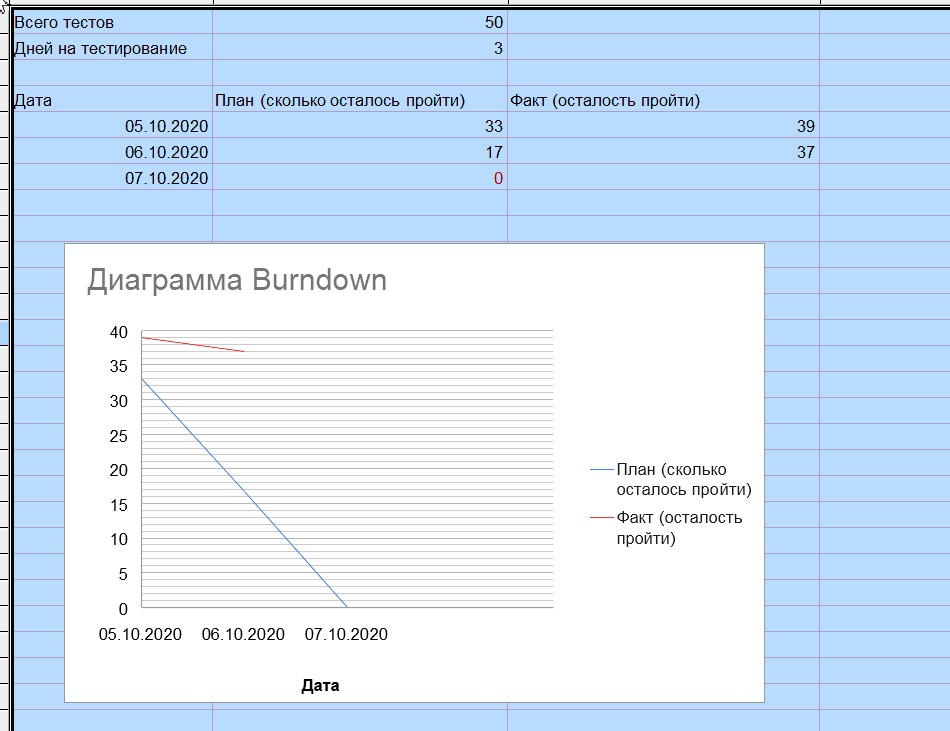 Всего тестов 50
Дней на тестирование 3
Дата План (сколько осталось пройти) Факт (осталость пройти)
05.10.2020 33 39
06.10.2020 17 37
07.10.2020 0
Диаграмма Burndown
40
35
30
25
20
15
10
5
0
05.10.2020 06.10.2020 07.10.2020
Дата
План (сколько
осталось пройти)
Факт (осталость
пройти)